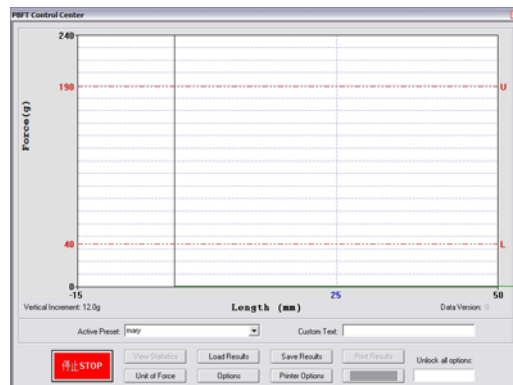 PBFT Control Center
240
190
U
Force(g)
40
L
0
-15
25
50
Vertical Increment: 12.0g
Length (mm)
Data Version: 0
Active Preset:
mary
Custom Text:
停止STOP
View Statistics
Load Results
Save Results
Print Results
Unlock all options:
Unit of Force
Options
Printer Options